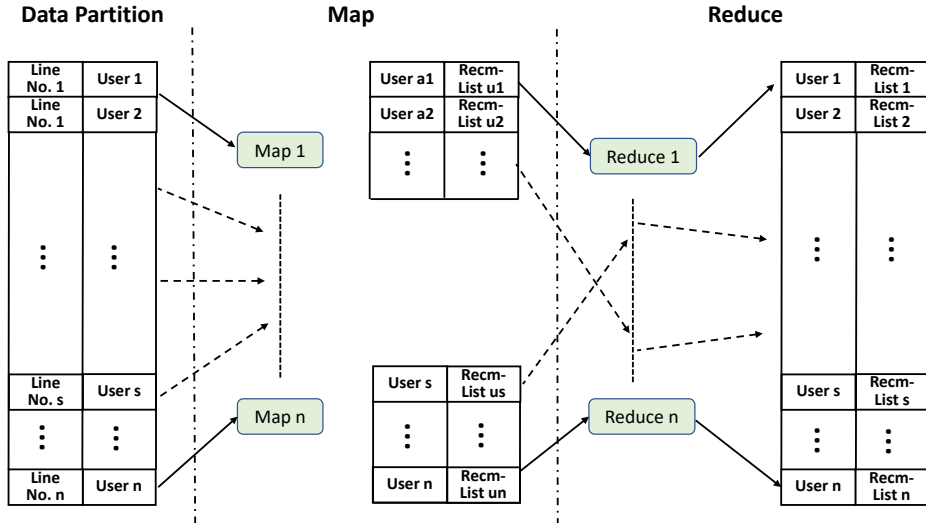 Data Partition
Map
Reduce
Line
No. 1
User 1
Line
No. 1
User 2
Line
No. s
User s
Line
No. n
User n
Map 1
Map n
User a1
Recm-
List u1
User a2
Recm-
List u2
User s
Recm-
List us
User n
Recm-
List un
Reduce 1
Reduce n
User 1
Recm-
List 1
User 2
Recm-
List 2
User s
Recm-
List s
User n
Recm-
List n